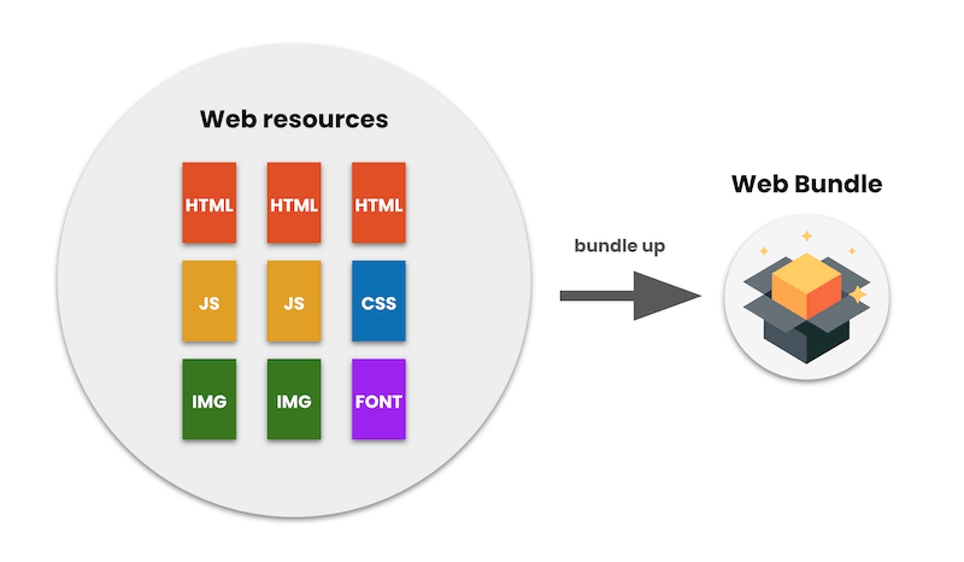 Web resources
HTML HTML HTML
JS JS CSS
IMG IMG FONT
bundle up
Web Bundle